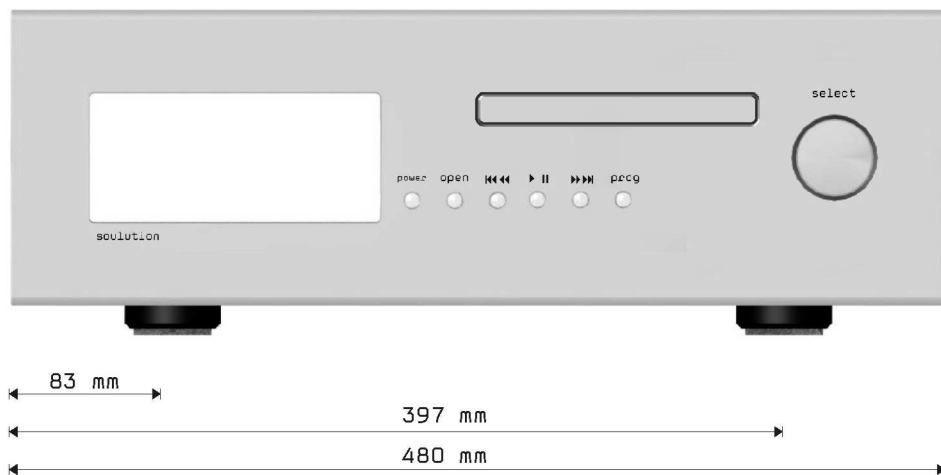 select
power open prog
soulution
83 mm
397 mm
480 mm